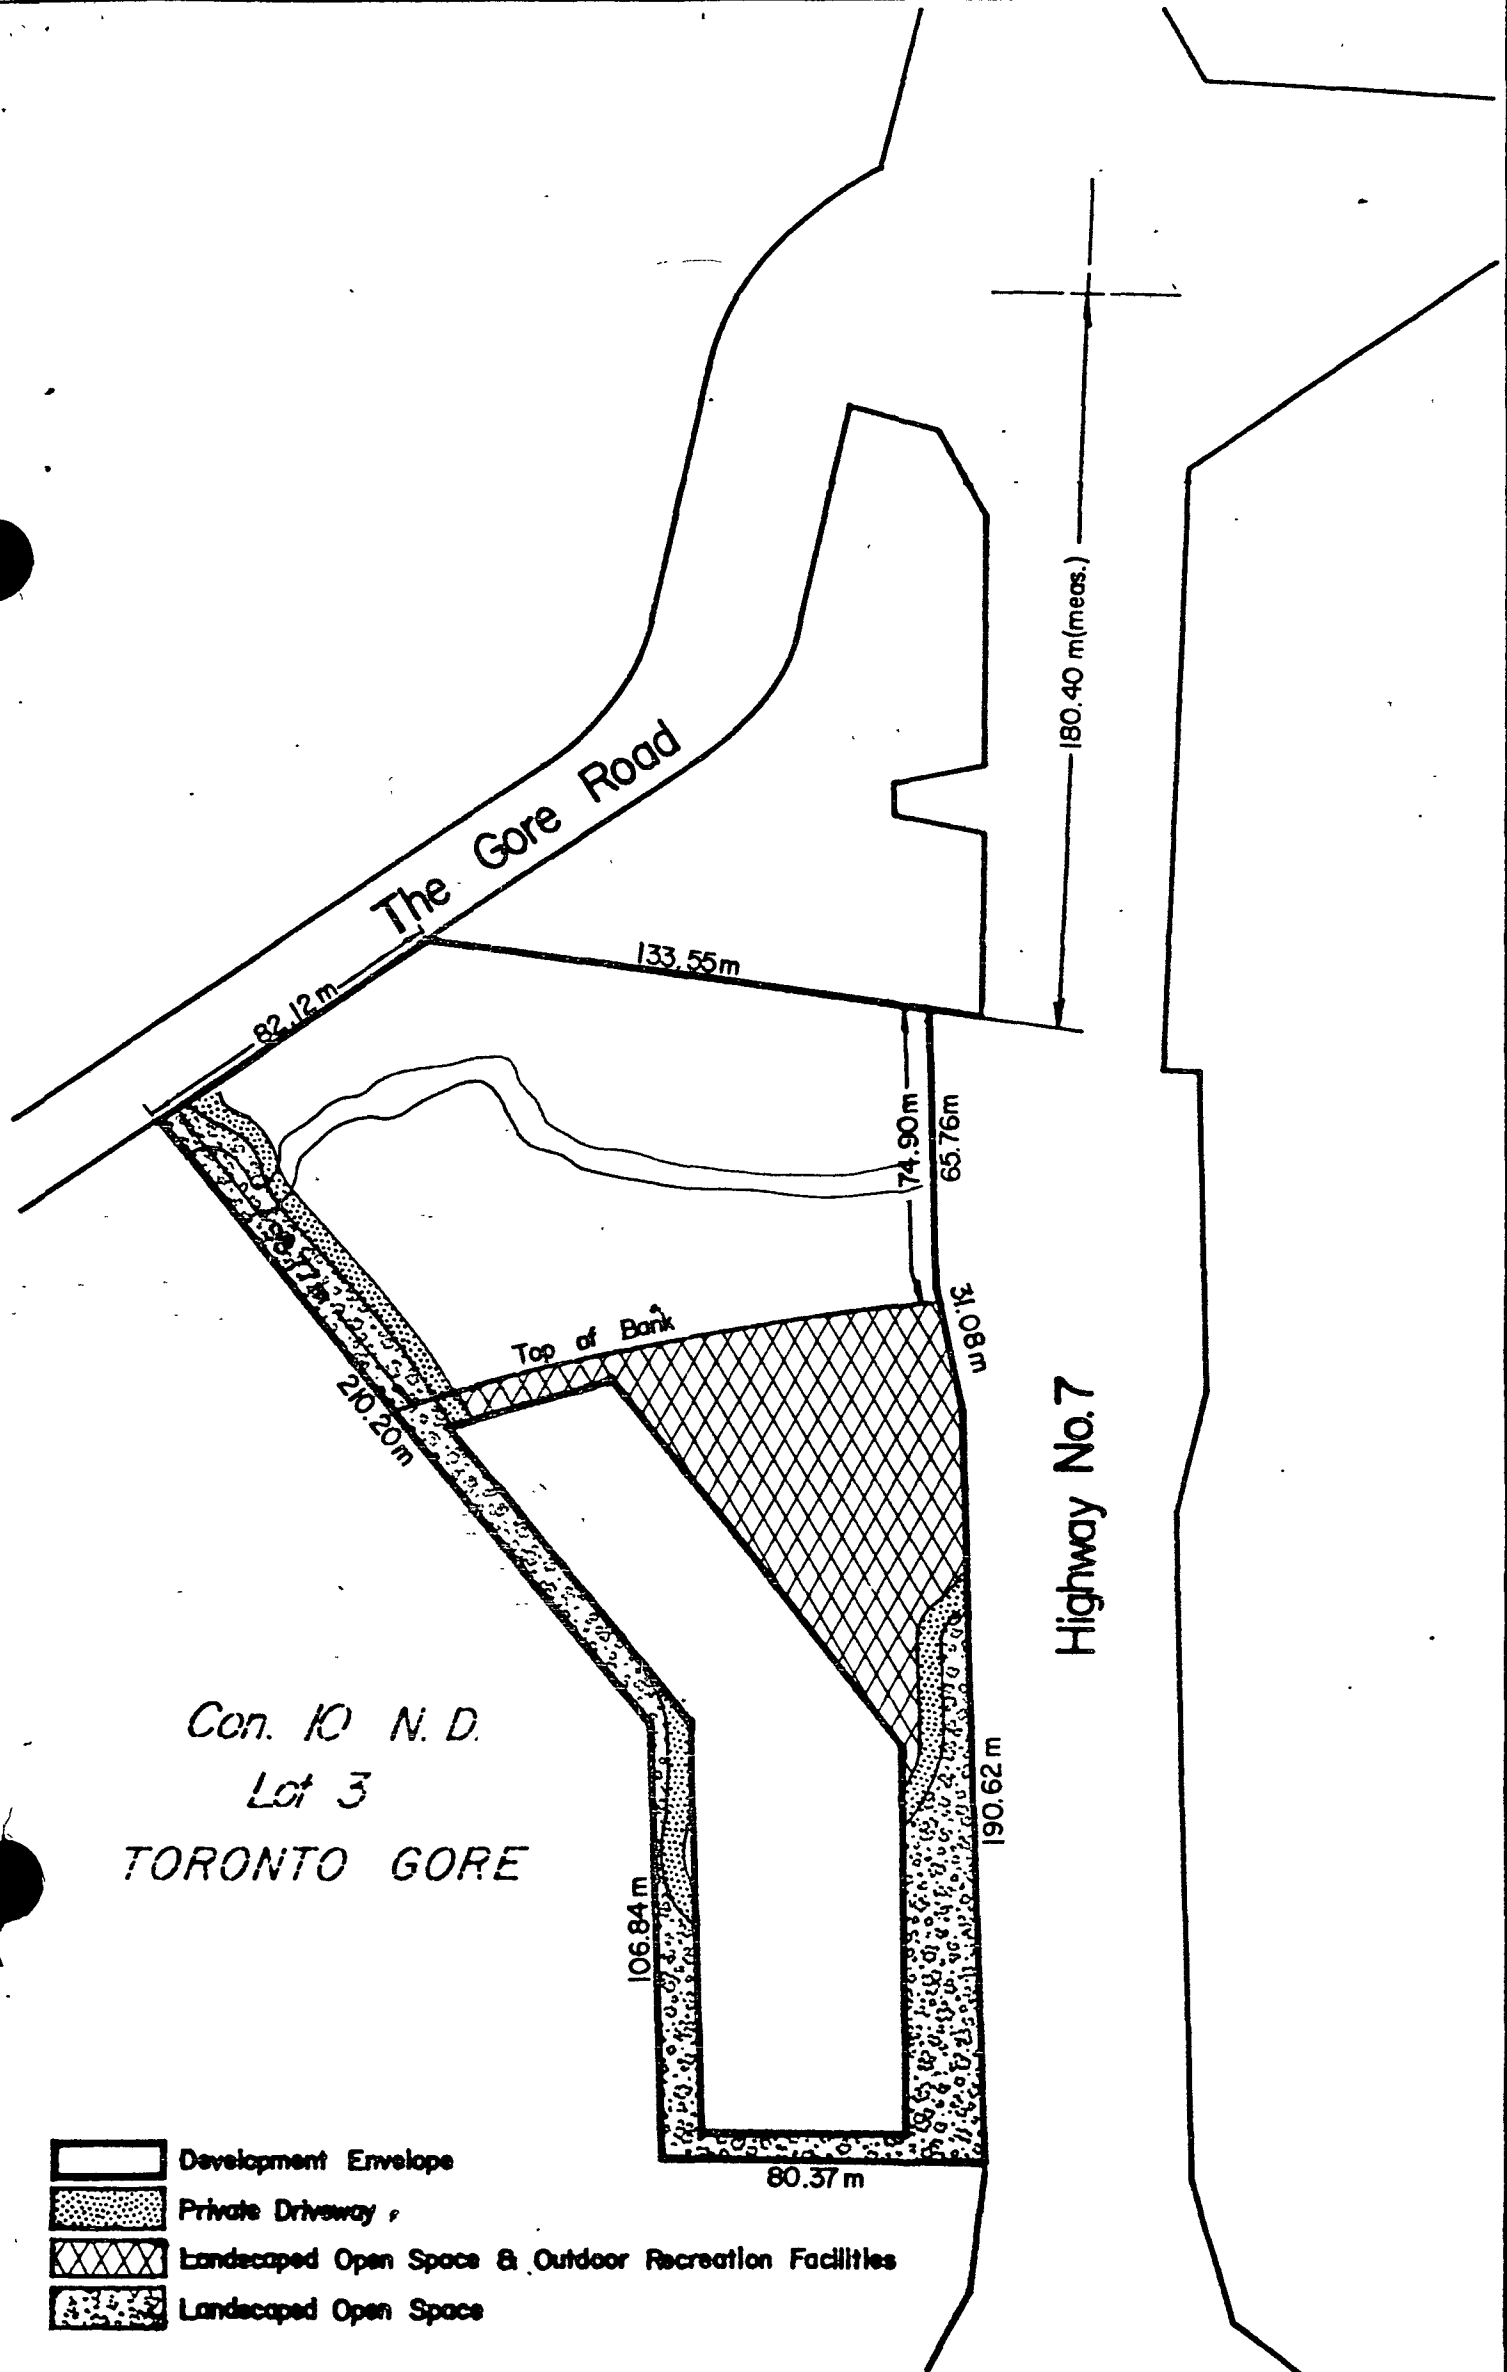 180.40 m(meas.)
The Gore Road
133.55m
82.12m
74.90m
65.76m
31.08m
Top of Bank
210.20m
Highway No.7
Con. 10 N. D.
Lot 3
TORONTO GORE
190.62m
106.84m
80.37m
Development Envelope
Private Driveway
Landscaped Open Space & Outdoor Recreation Facilities
Landscaped Open Space